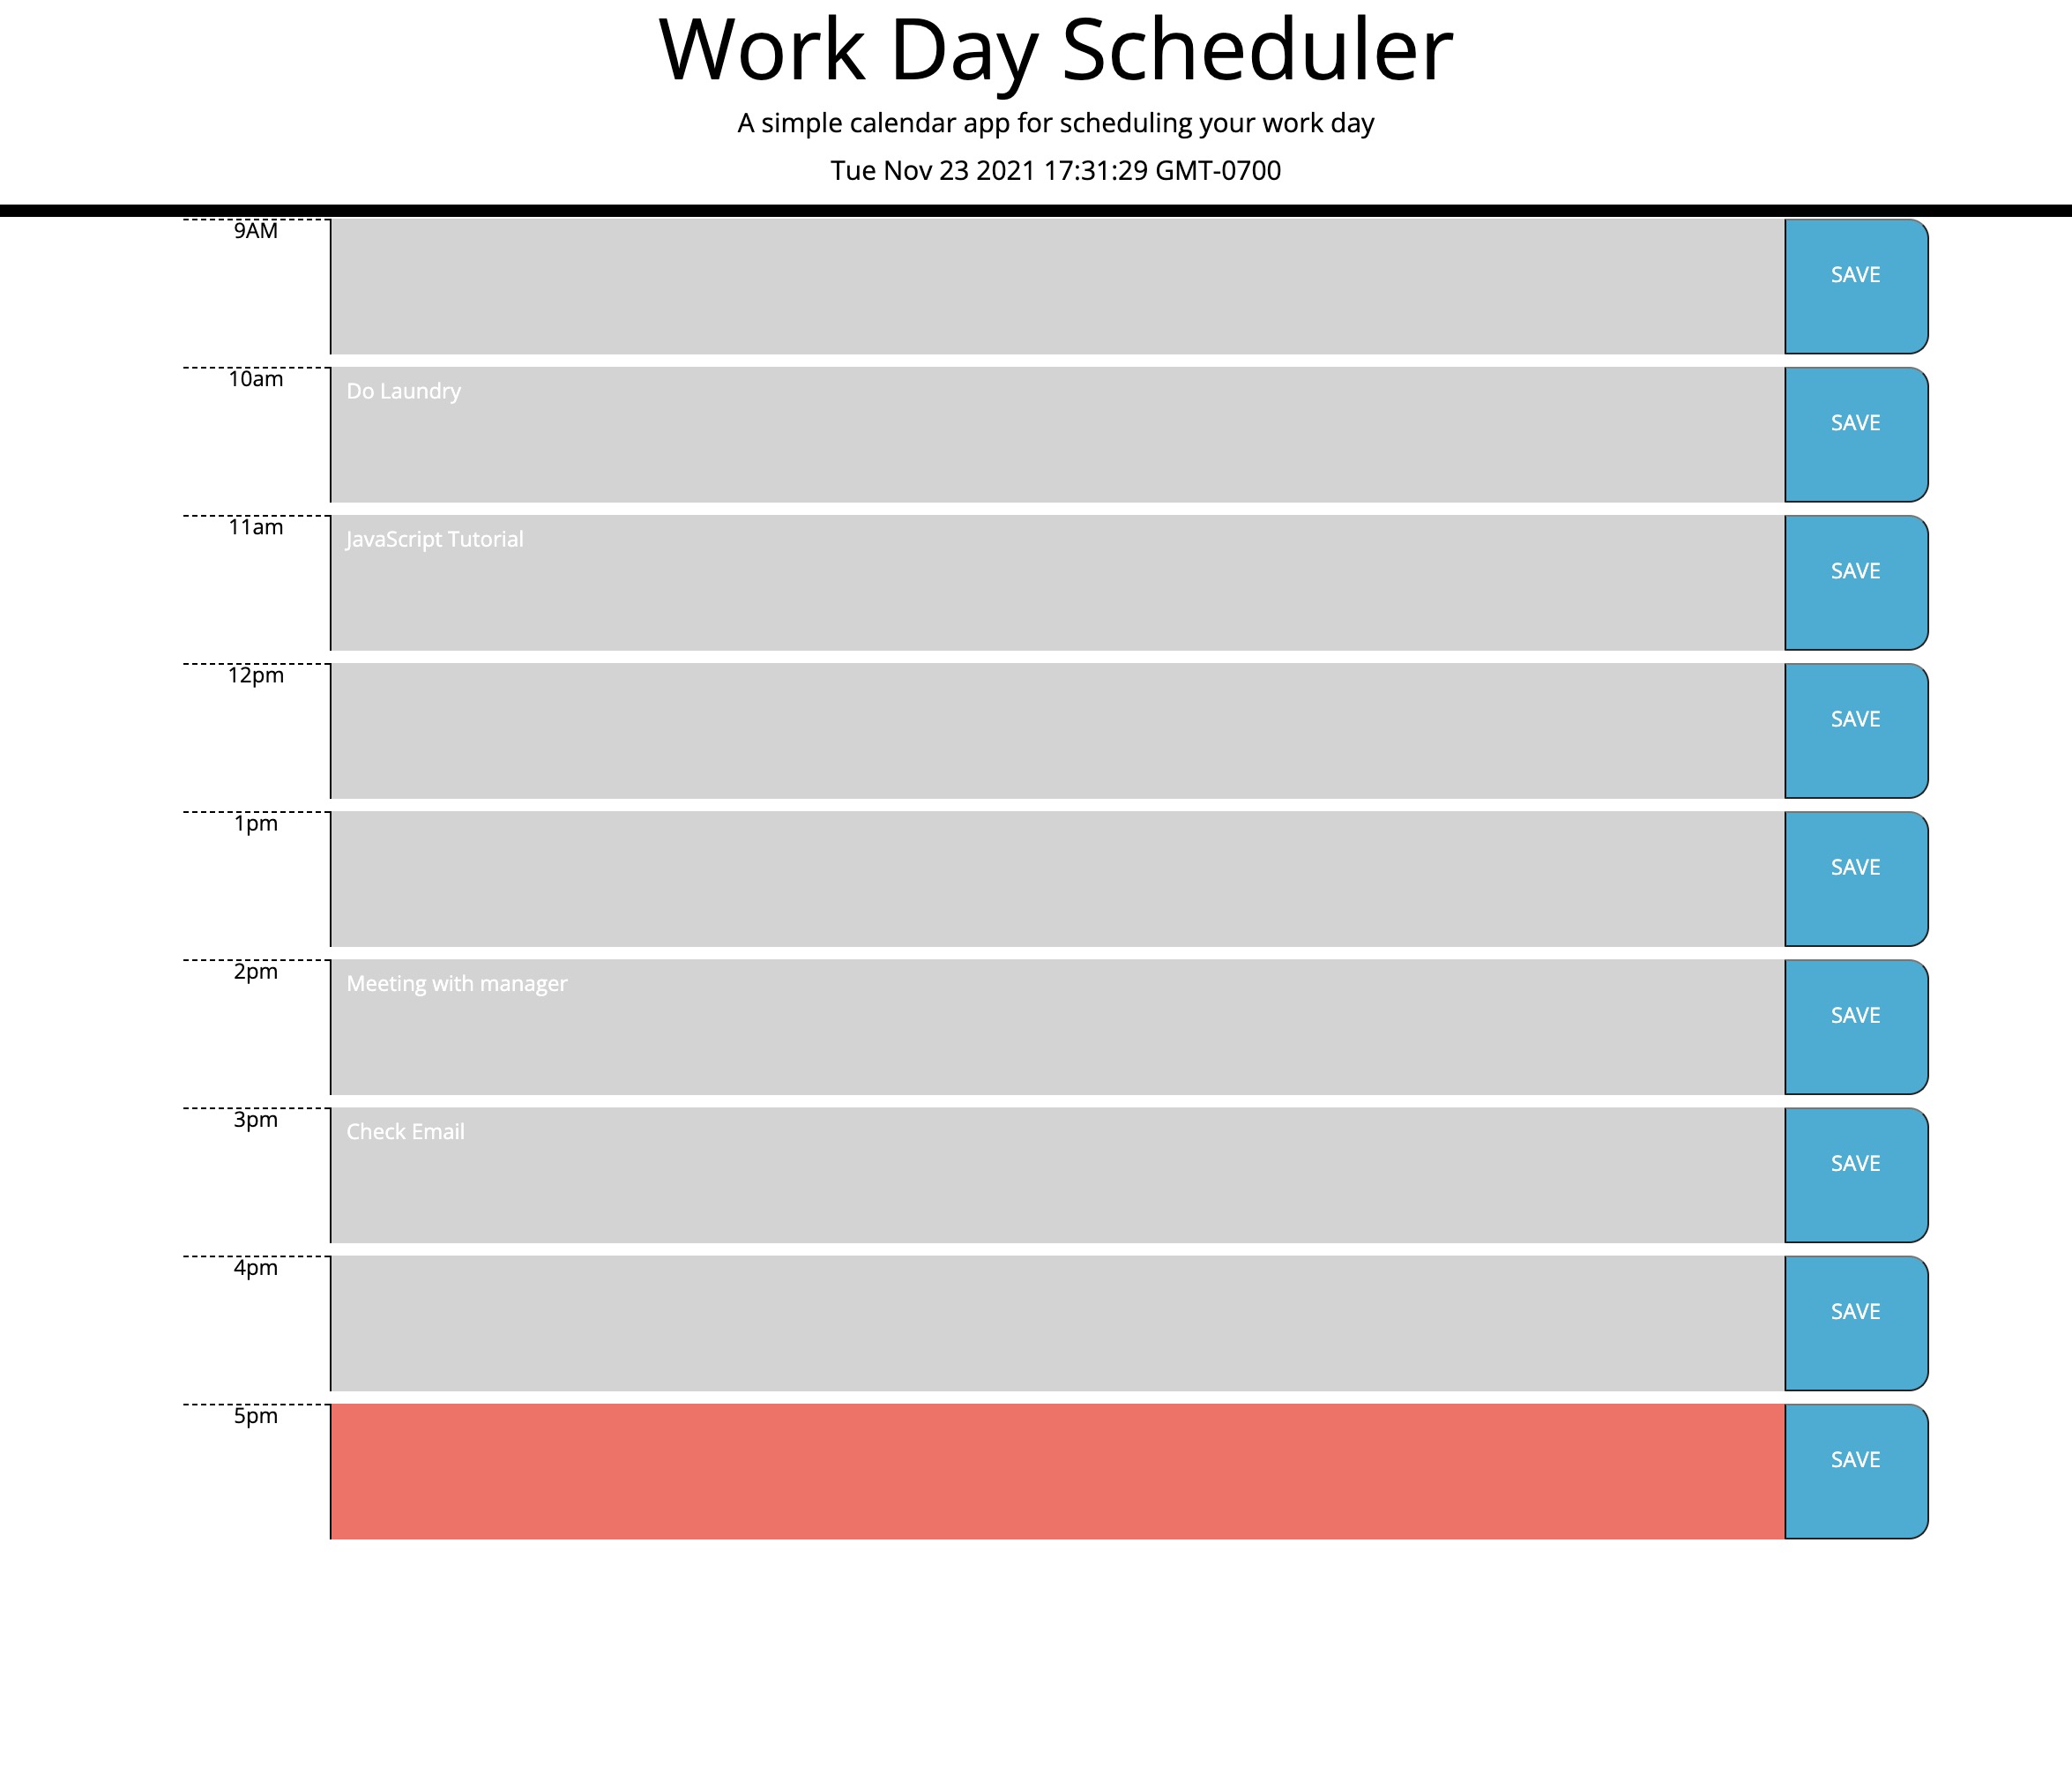 Work Day Scheduler
A simple calendar app for scheduling your work day
Tue Nov 23 2021 17:31:29 GMT-0700
9AM
SAVE
10am
Do Laundry
SAVE
11am
JavaScript Tutorial
SAVE
12pm
SAVE
1pm
SAVE
2pm
Meeting with manager
SAVE
3pm
Check Email
SAVE
4pm
SAVE
5pm
SAVE